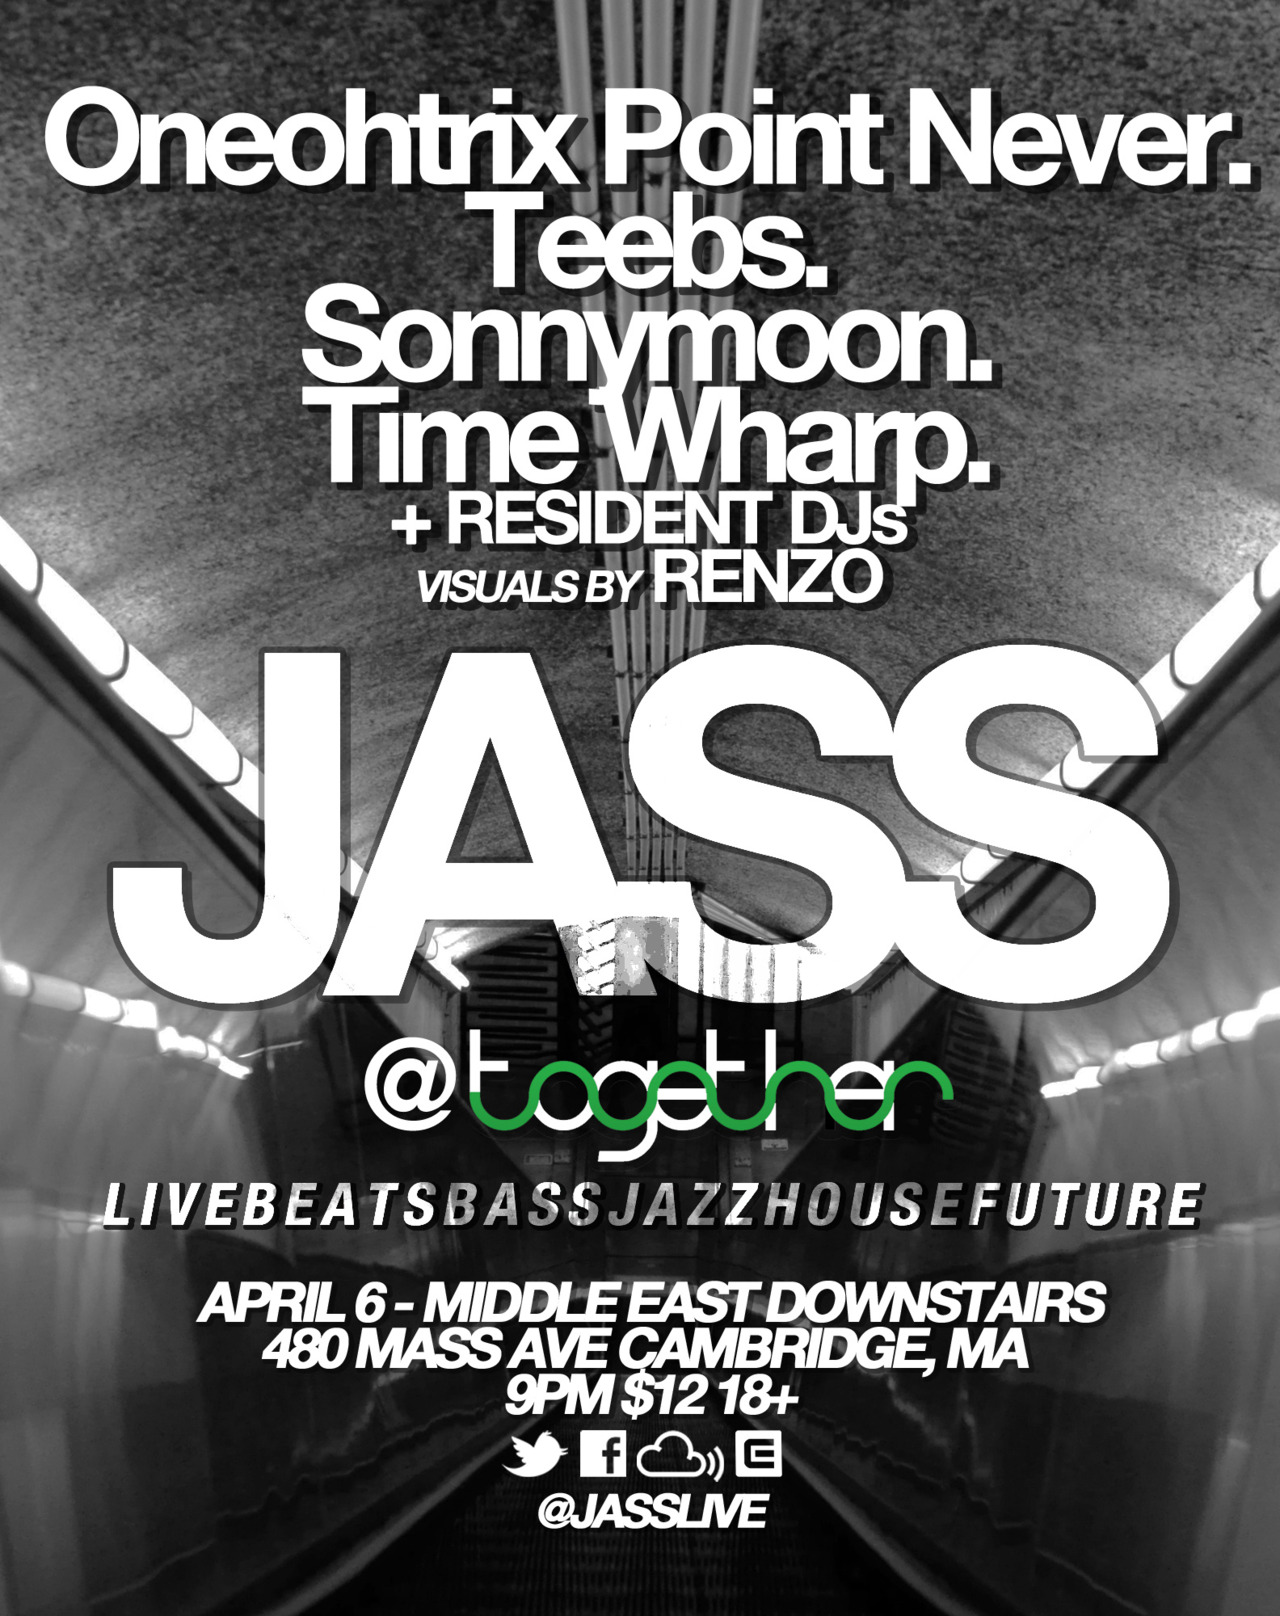 Oneohtrix Point Never.
Teebs.
Sonnymoon.
Time Wharp.
+ RESIDENT DJs
VISUALS BY RENZO
JASS
@together
LIVEBEATSBASSJAZZHOUSEFUTURE
APRIL 6 - MIDDLE EAST DOWNSTAIRS
480 MASS AVE CAMBRIDGE, MA
9PM $12 18+
@JASSLIVE